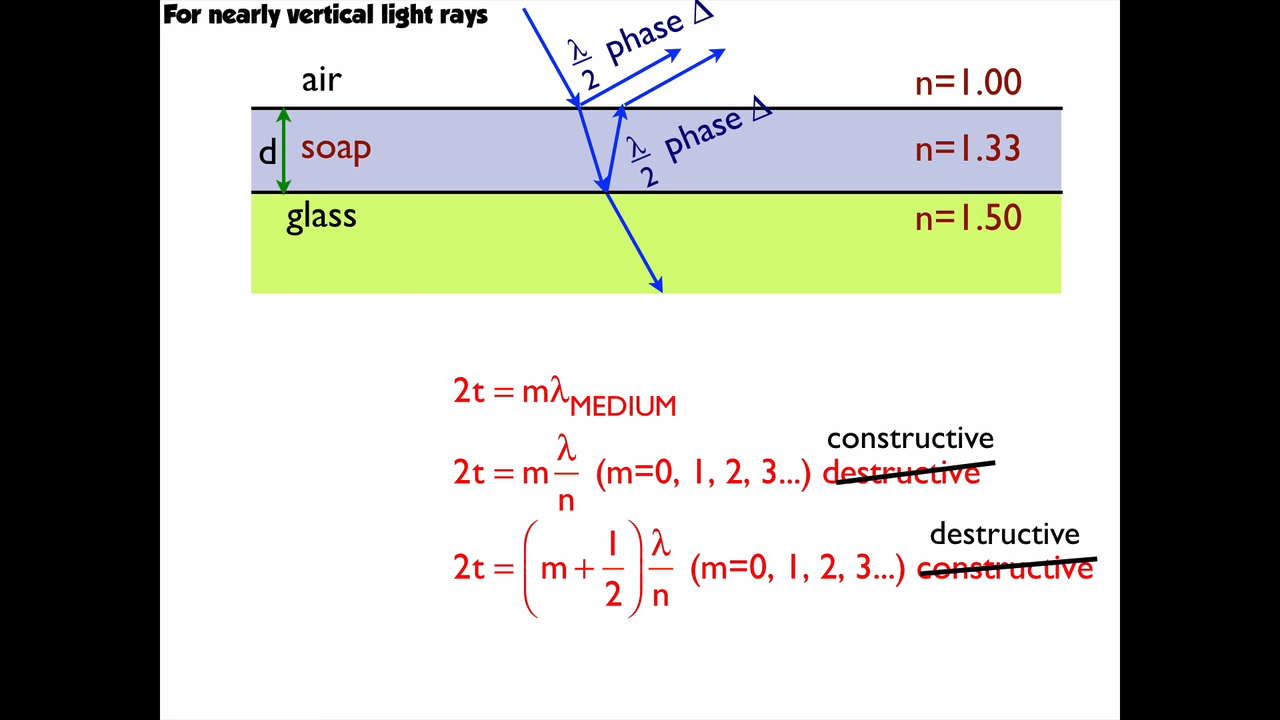 For nearly vertical light rays
λ/2 phase Δ
air
n=1.00
d
soap
λ/2 phase Δ
n=1.33
glass
n=1.50
2t = mλMEDIUM
constructive
2t = m λ/n (m=0, 1, 2, 3...) destructive
destructive
2t = (m + 1/2) λ/n (m=0, 1, 2, 3...) constructive